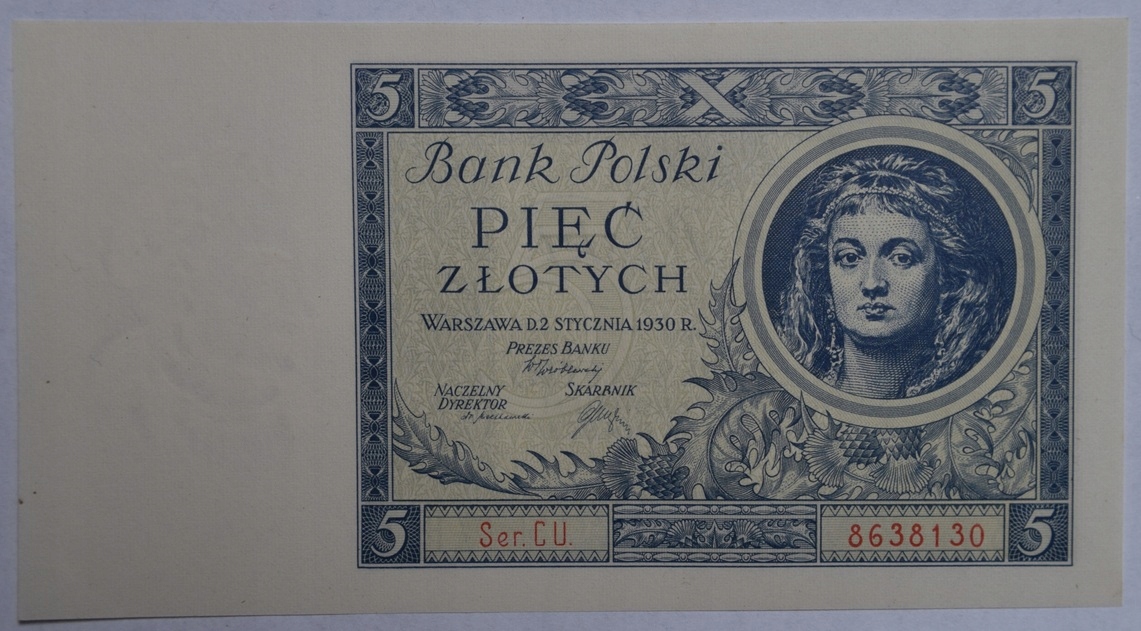 5 5
Bank Polski
PIĘĆ
ZŁOTYCH
WARSZAWA D. 2 STYCZNIA 1930 R.
PREZES BANKU
NACZELNY SKARBNIK
DYREKTOR
5 Ser. C U. 8638130 5